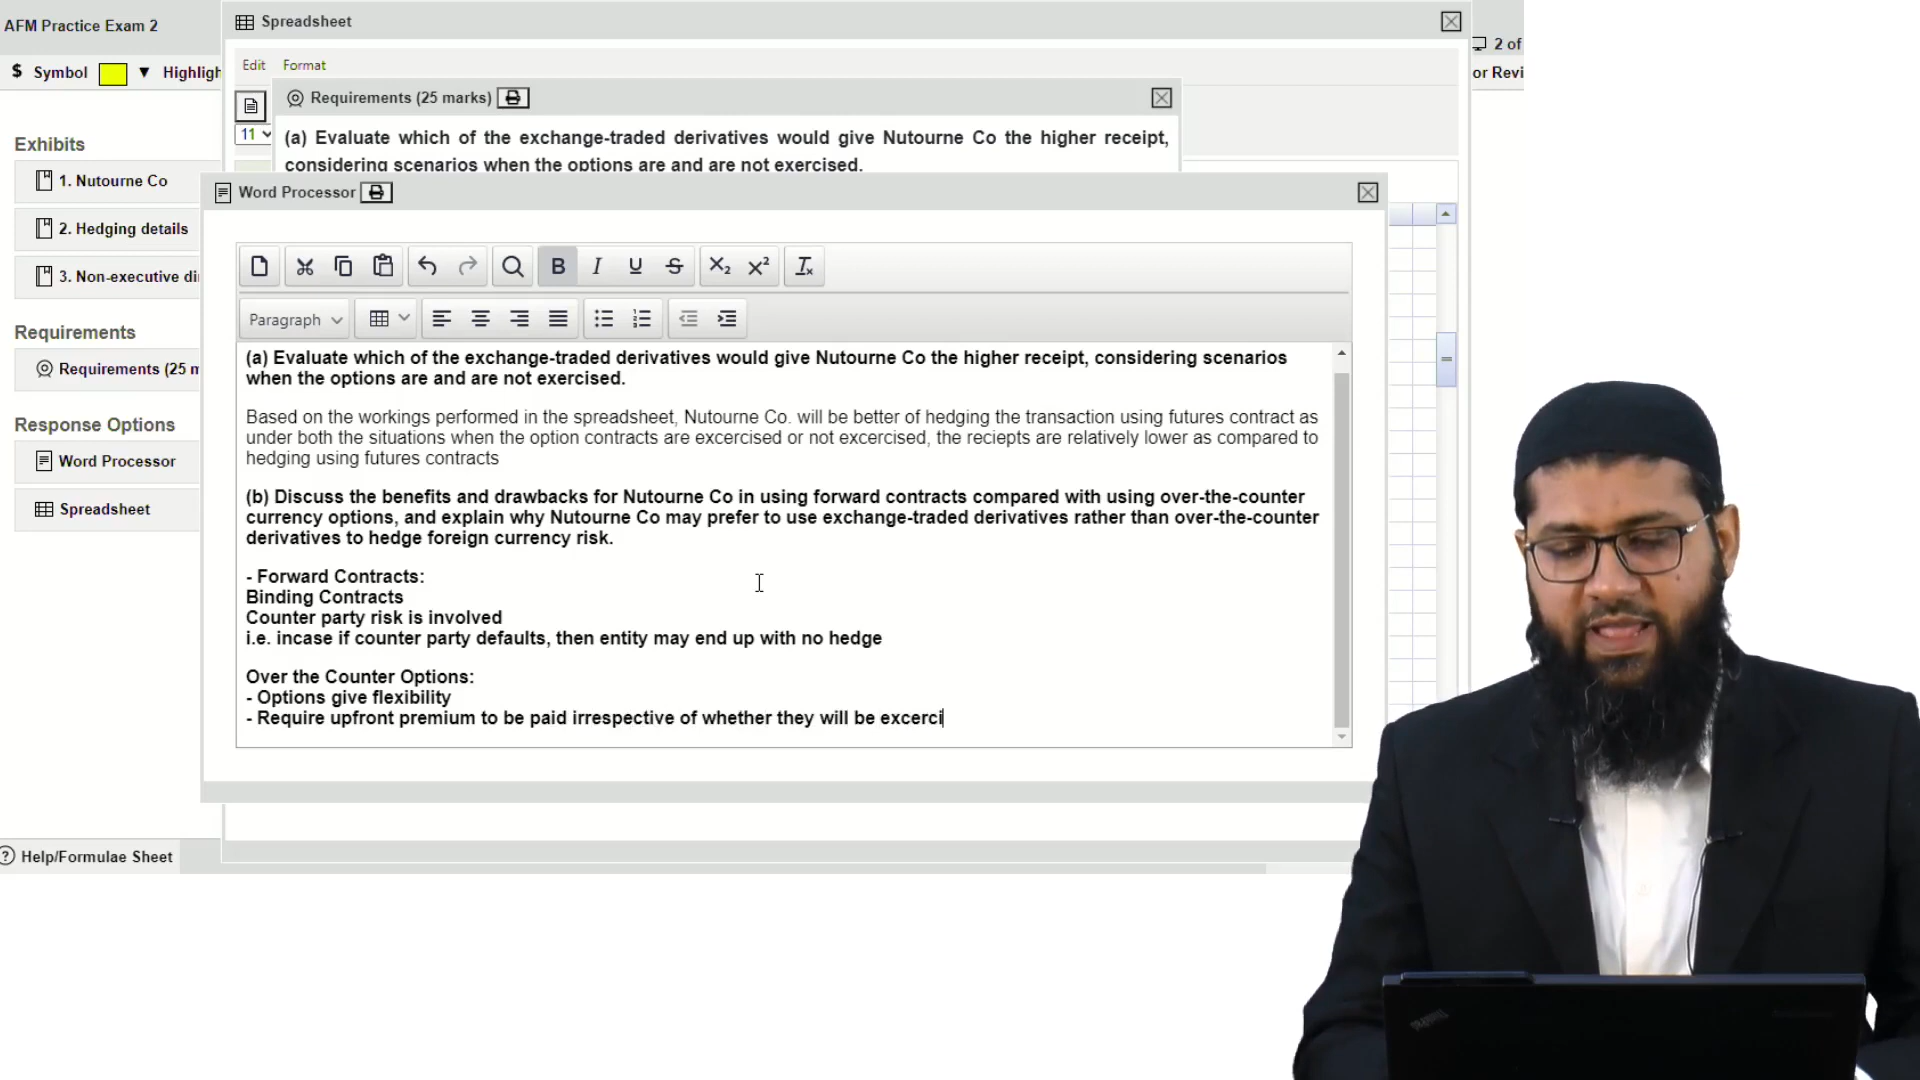 AFM Practice Exam 2
Spreadsheet
2 of
$ Symbol
Highligh
or Revi
Edit Format
Requirements (25 marks)
11
(a) Evaluate which of the exchange-traded derivatives would give Nutourne Co the higher receipt,
considering scenarios when the options are and are not exercised.
Exhibits
1. Nutourne Co
2. Hedging details
3. Non-executive di
Requirements
Requirements (25 m
Response Options
Word Processor
Spreadsheet
? Help/Formulae Sheet
Word Processor
B I U S X₂ X² Tx
Paragraph
(a) Evaluate which of the exchange-traded derivatives would give Nutourne Co the higher receipt, considering scenarios
when the options are and are not exercised.
Based on the workings performed in the spreadsheet, Nutourne Co. will be better of hedging the transaction using futures contract as
under both the situations when the option contracts are excercised or not excercised, the reciepts are relatively lower as compared to
hedging using futures contracts
(b) Discuss the benefits and drawbacks for Nutourne Co in using forward contracts compared with using over-the-counter
currency options, and explain why Nutourne Co may prefer to use exchange-traded derivatives rather than over-the-counter
derivatives to hedge foreign currency risk.
- Forward Contracts:
Binding Contracts
Counter party risk is involved
i.e. incase if counter party defaults, then entity may end up with no hedge
Over the Counter Options:
- Options give flexibility
- Require upfront premium to be paid irrespective of whether they will be excerci